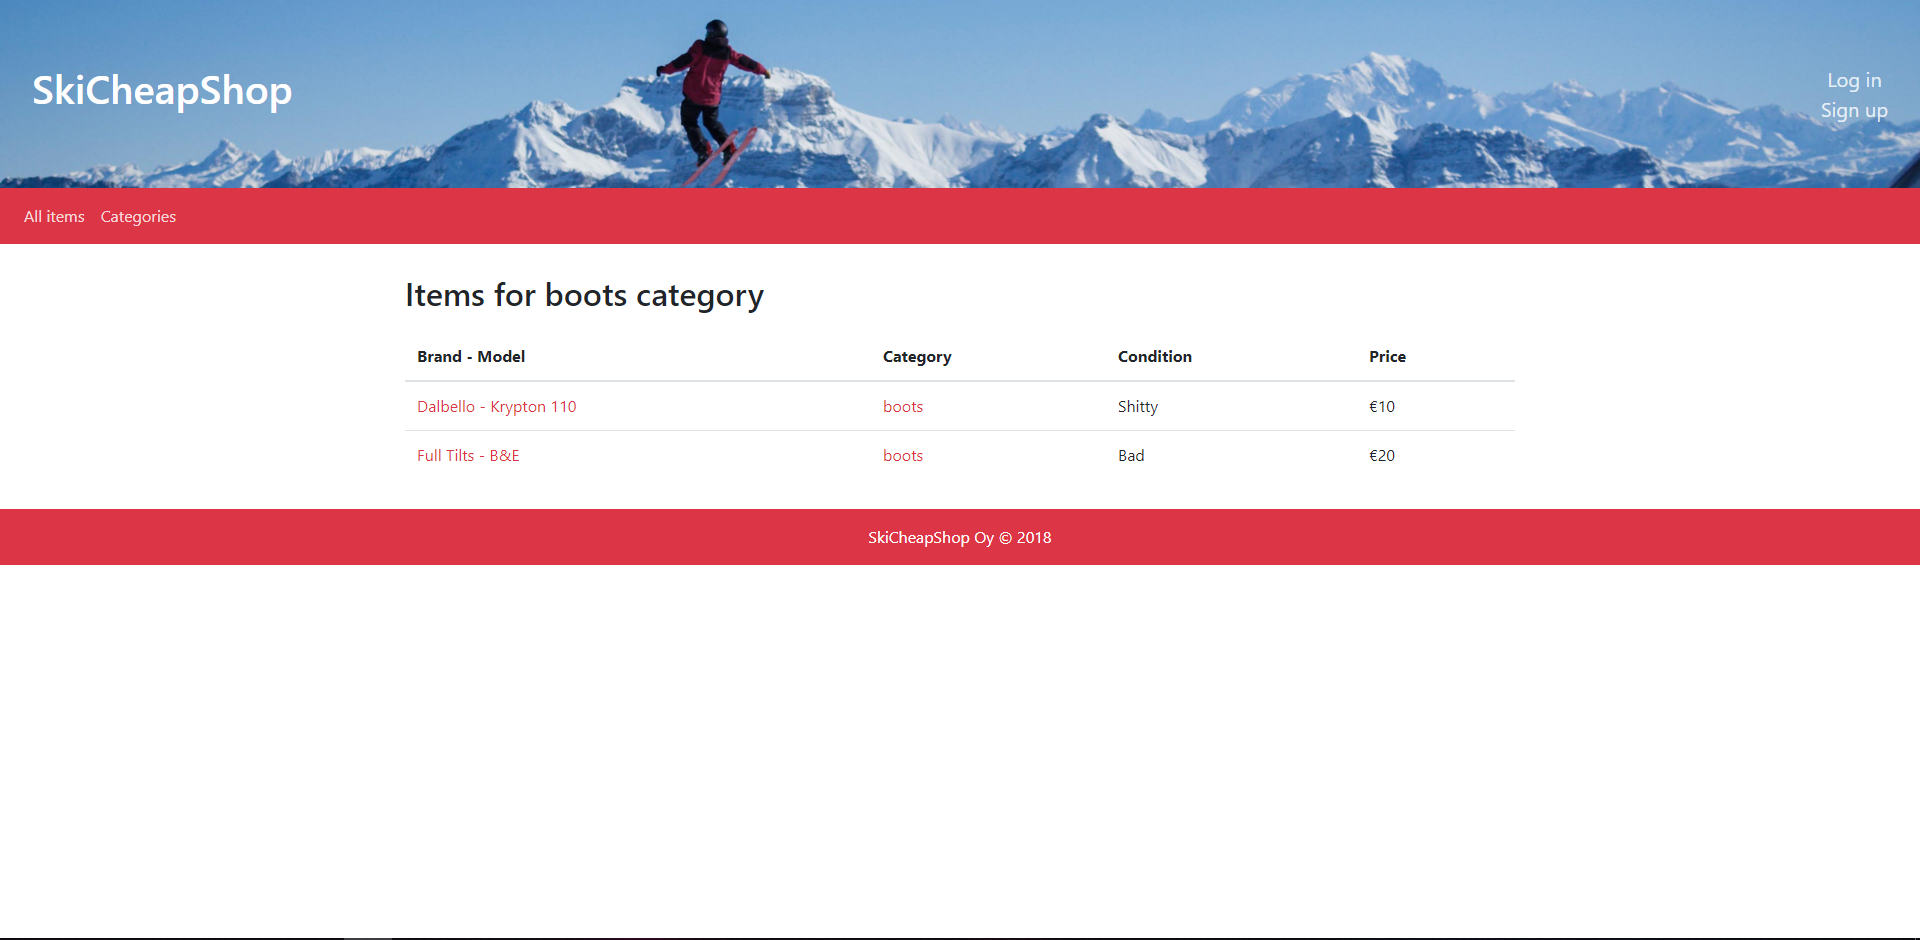 SkiCheapShop
Log in
Sign up
All items Categories
Items for boots category
Brand - Model Category Condition Price
Dalbello - Krypton 110 boots Shitty €10
Full Tilts - B&E boots Bad €20
SkiCheapShop Oy © 2018